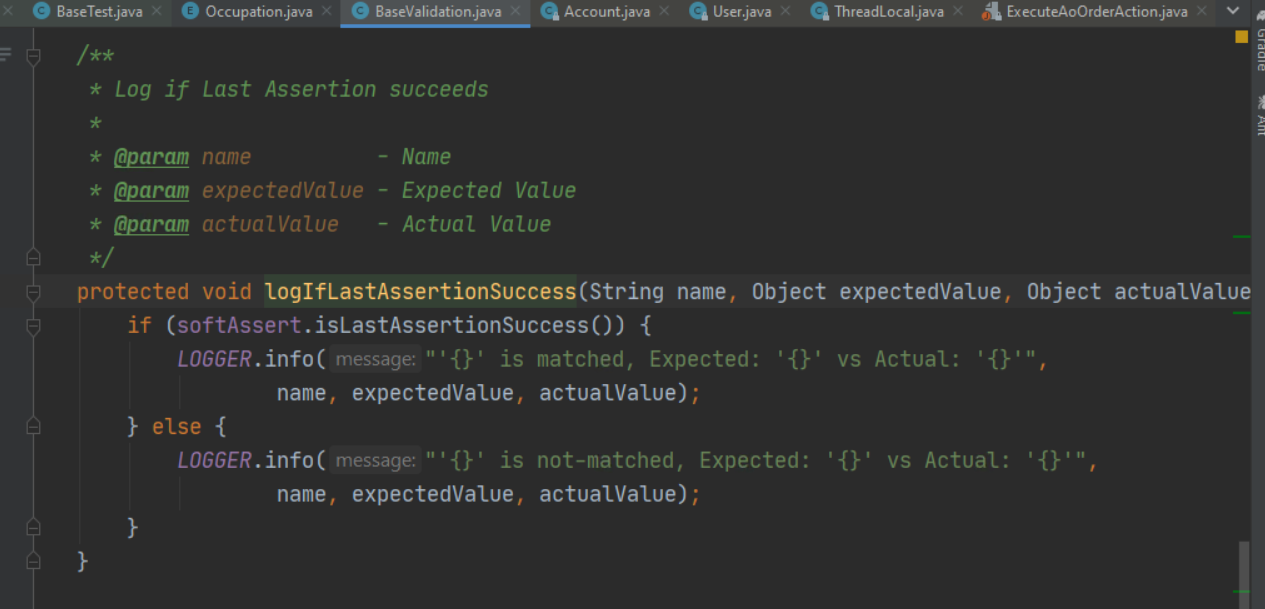 BaseTest.java Occupation.java BaseValidation.java Account.java User.java ThreadLocal.java ExecuteAoOrderAction.java
Gradle
Ant
/**
* Log if Last Assertion succeeds
*
* @param name - Name
* @param expectedValue - Expected Value
* @param actualValue - Actual Value
*/
protected void logIfLastAssertionSuccess(String name, Object expectedValue, Object actualValue
if (softAssert.isLastAssertionSuccess()) {
LOGGER.info( message: "'{}' is matched, Expected: '{}' vs Actual: '{}'",
name, expectedValue, actualValue);
} else {
LOGGER.info( message: "'{}' is not-matched, Expected: '{}' vs Actual: '{}'",
name, expectedValue, actualValue);
}
}